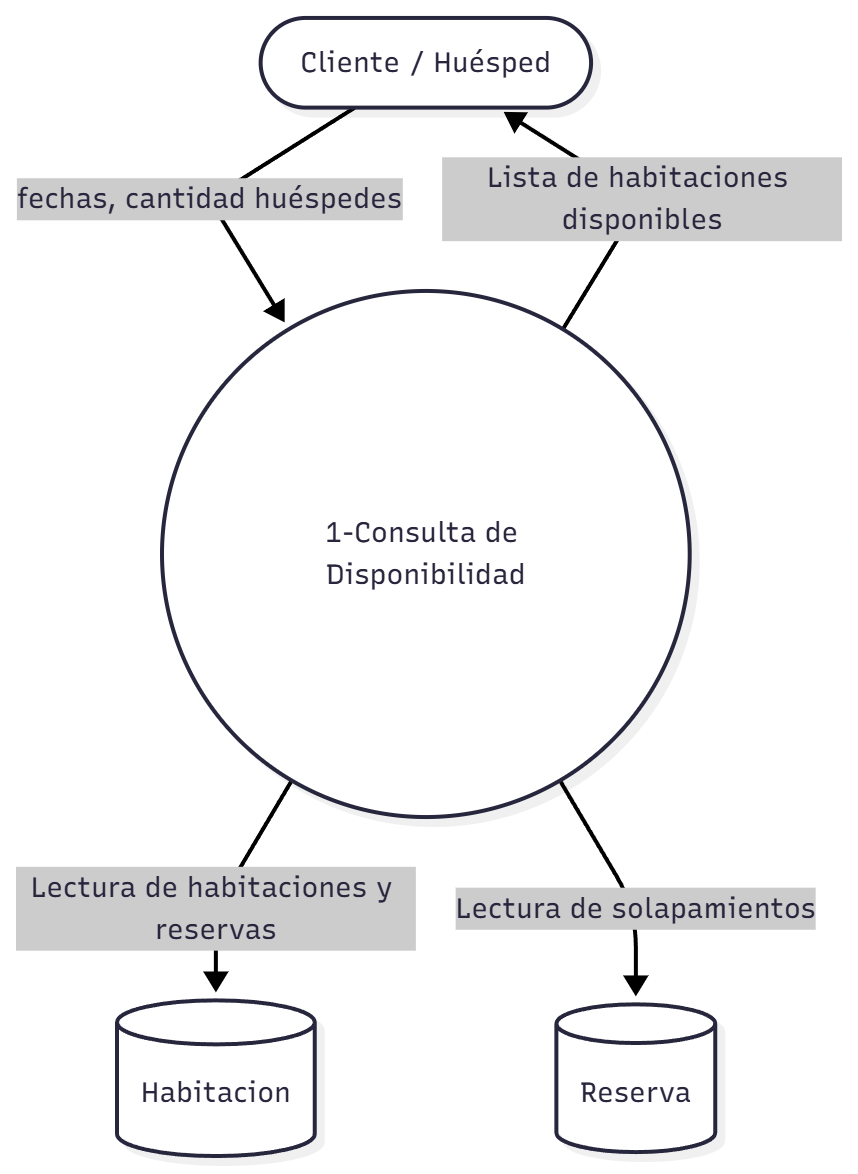 Cliente / Huésped
fechas, cantidad huéspedes
Lista de habitaciones
disponibles
1-Consulta de
Disponibilidad
Lectura de habitaciones y
reservas
Lectura de solapamientos
Habitacion
Reserva